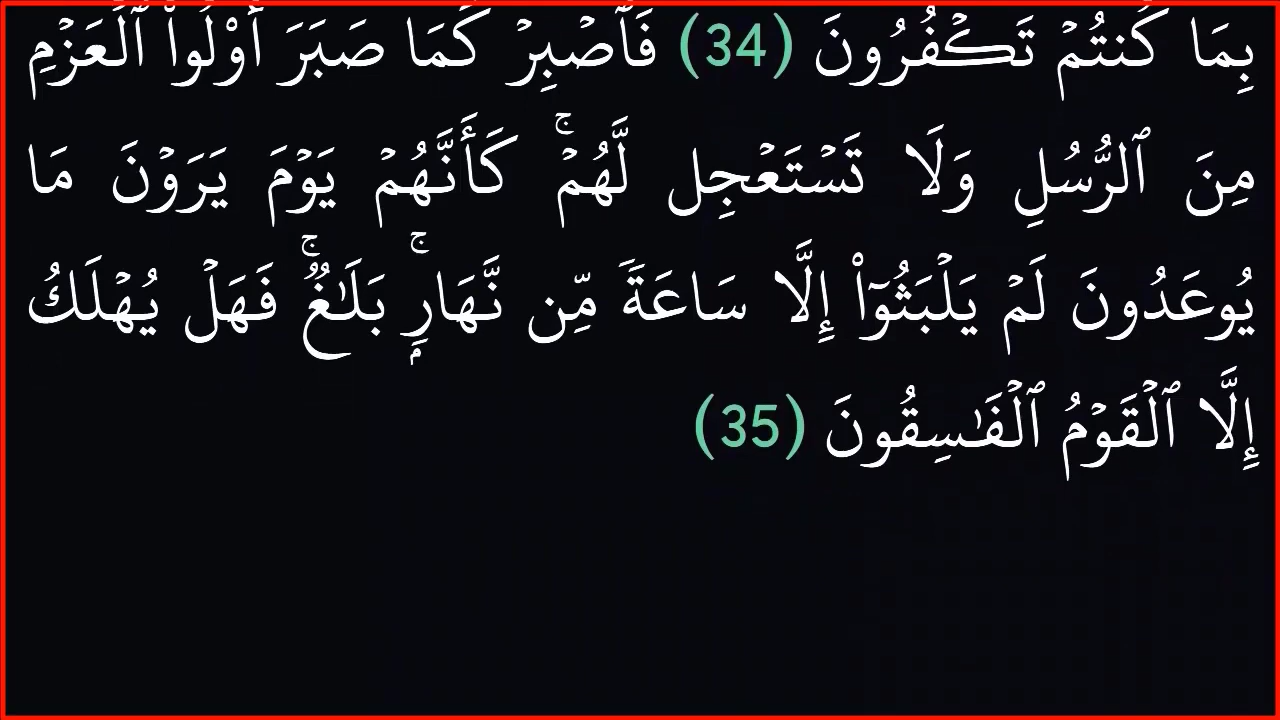 بِمَا كُنتُمۡ تَكۡفُرُونَ (34) فَٱصۡبِرۡ كَمَا صَبَرَ أُوْلُواْ ٱلۡعَزۡمِ
مِنَ ٱلرُّسُلِ وَلَا تَسۡتَعۡجِل لَّهُمۡۚ كَأَنَّهُمۡ يَوۡمَ يَرَوۡنَ مَا
يُوعَدُونَ لَمۡ يَلۡبَثُوٓاْ إِلَّا سَاعَةٗ مِّن نَّهَارِۭۚ بَلَٰغٞۚ فَهَلۡ يُهۡلَكُ
إِلَّا ٱلۡقَوۡمُ ٱلۡفَٰسِقُونَ (35)